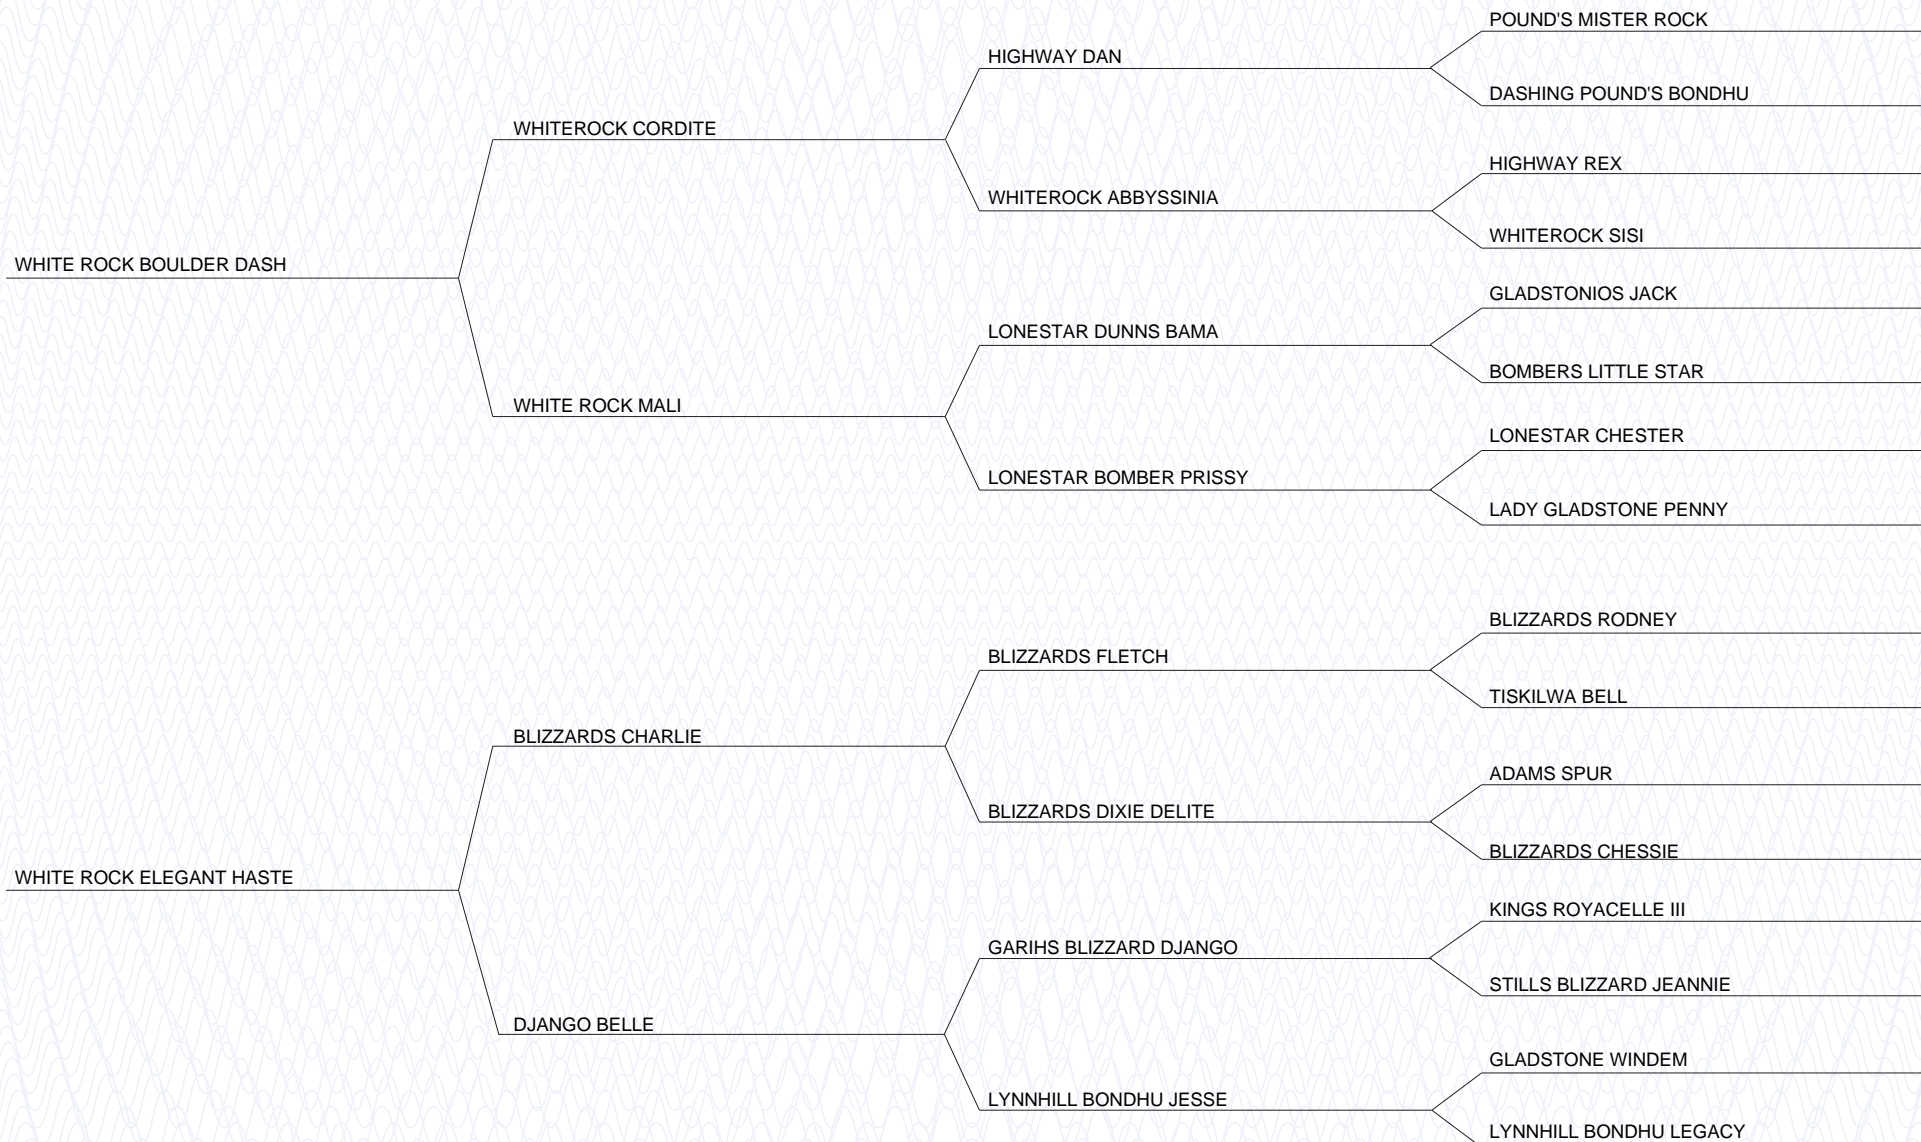 POUND'S MISTER ROCK
HIGHWAY DAN
DASHING POUND'S BONDHU
WHITEROCK CORDITE
HIGHWAY REX
WHITEROCK ABBYSSINIA
WHITEROCK SISI
WHITE ROCK BOULDER DASH
GLADSTONIOS JACK
LONESTAR DUNNS BAMA
BOMBERS LITTLE STAR
WHITE ROCK MALI
LONESTAR CHESTER
LONESTAR BOMBER PRISSY
LADY GLADSTONE PENNY
BLIZZARDS RODNEY
BLIZZARDS FLETCH
TISKILWA BELL
BLIZZARDS CHARLIE
ADAMS SPUR
BLIZZARDS DIXIE DELITE
BLIZZARDS CHESSIE
WHITE ROCK ELEGANT HASTE
KINGS ROYACELLE III
GARIHS BLIZZARD DJANGO
STILLS BLIZZARD JEANNIE
DJANGO BELLE
GLADSTONE WINDEM
LYNNHILL BONDHU JESSE
LYNNHILL BONDHU LEGACY